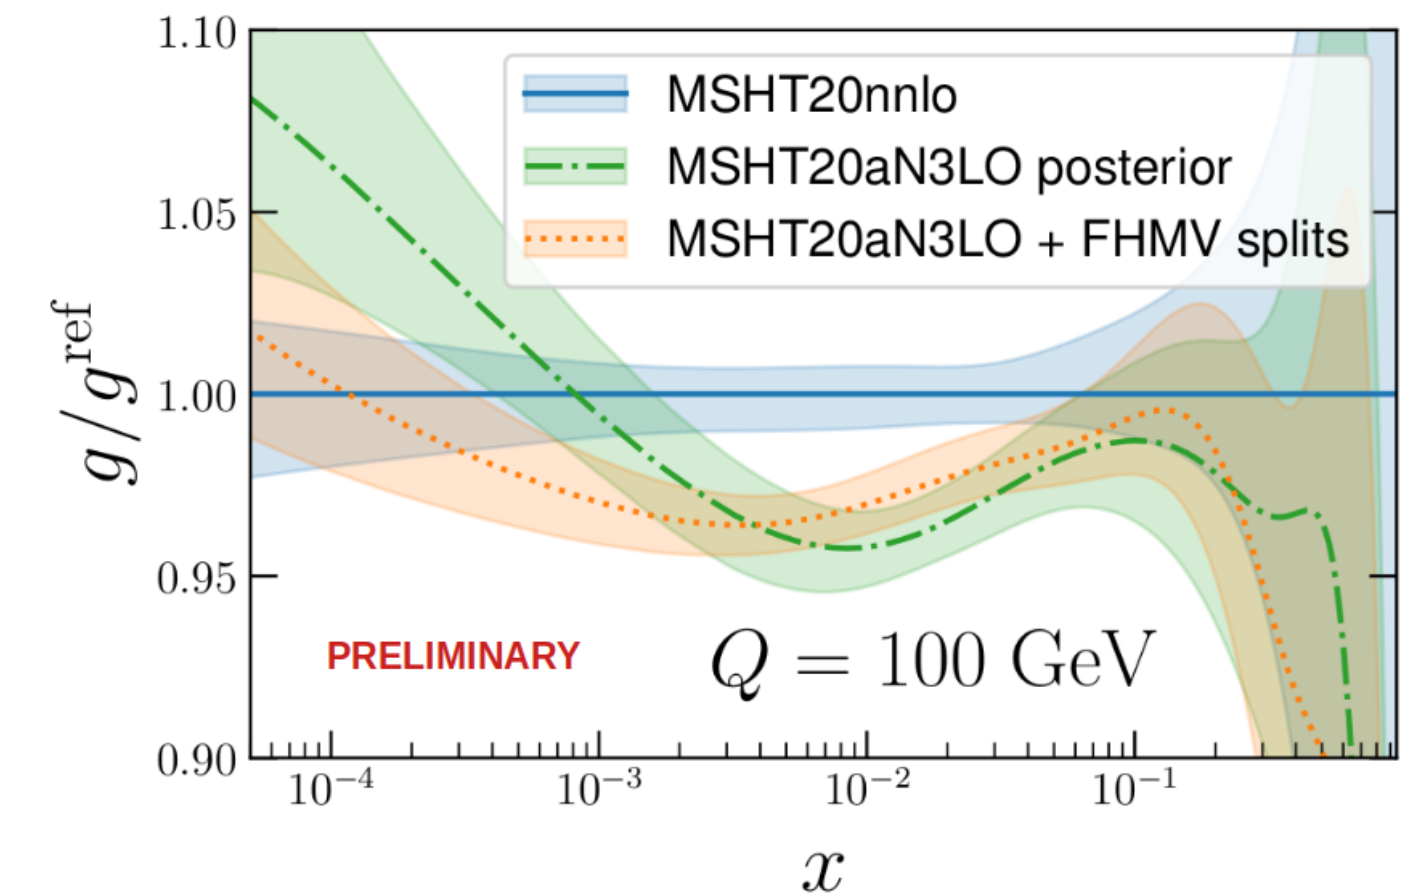 1.10
1.05
1.00
0.95
0.90
g/g^ref
MSHT20nnlo
MSHT20aN3LO posterior
MSHT20aN3LO + FHMV splits
PRELIMINARY
Q = 100 GeV
10⁻⁴ 10⁻³ 10⁻² 10⁻¹
x